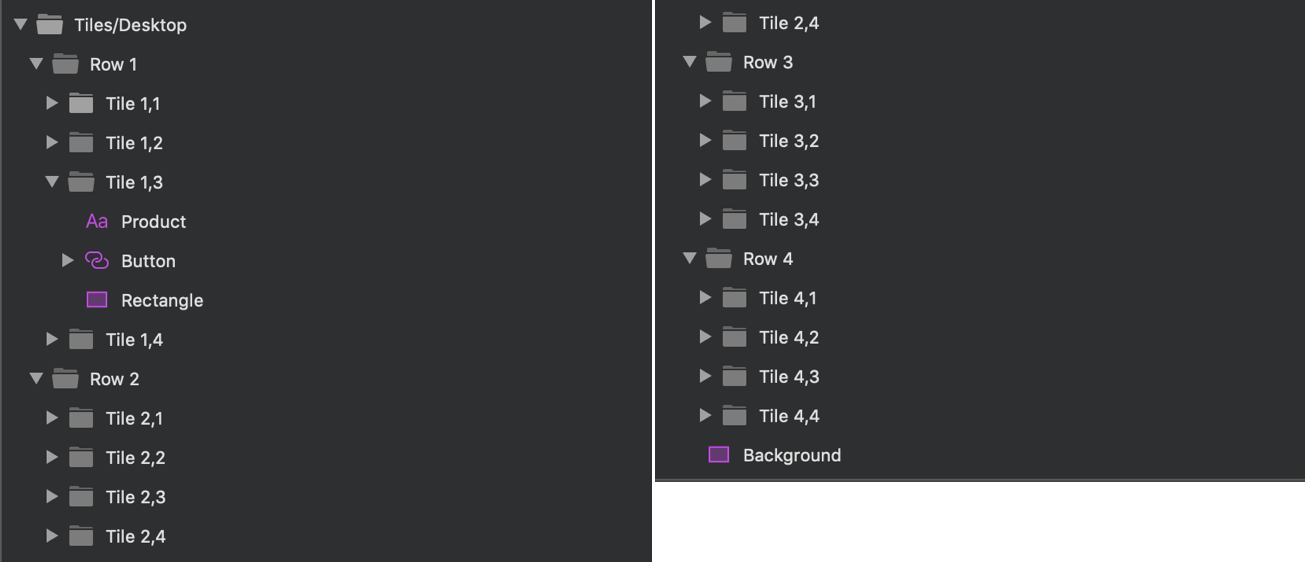 Tiles/Desktop
Row 1
Tile 1,1
Tile 1,2
Tile 1,3
Aa Product
Button
Rectangle
Tile 1,4
Row 2
Tile 2,1
Tile 2,2
Tile 2,3
Tile 2,4
Tile 2,4
Row 3
Tile 3,1
Tile 3,2
Tile 3,3
Tile 3,4
Row 4
Tile 4,1
Tile 4,2
Tile 4,3
Tile 4,4
Background